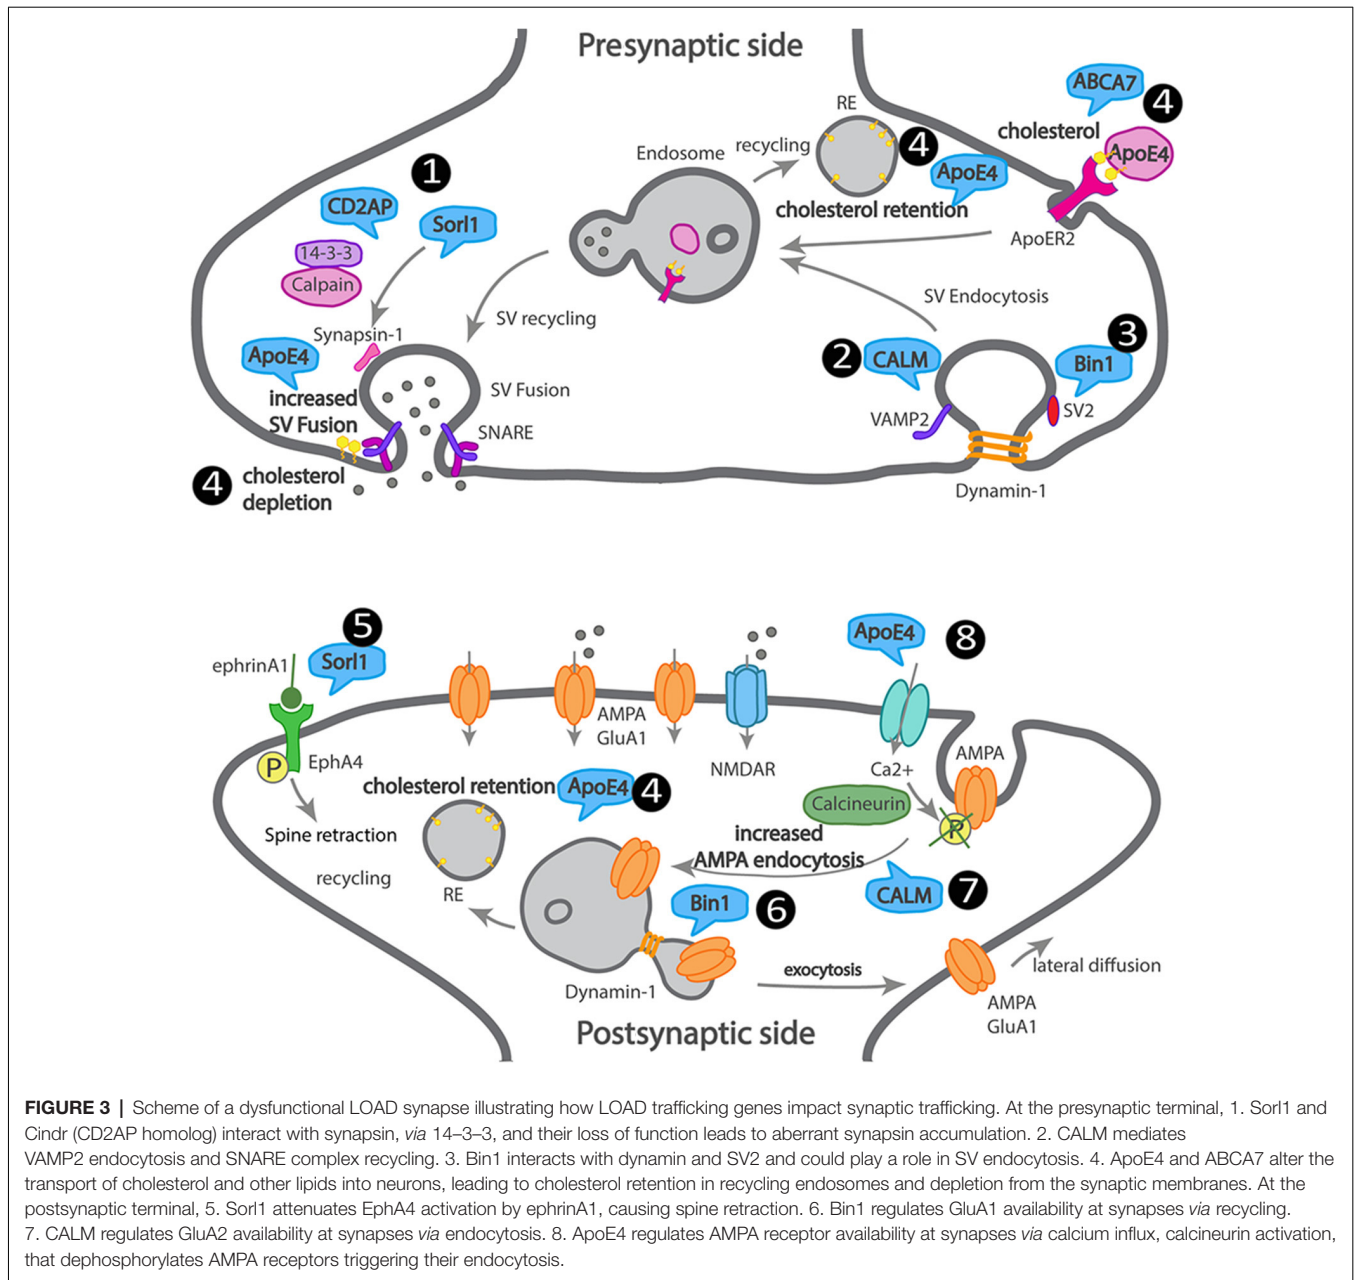 Presynaptic side
ABCA7
4
RE
cholesterol
recycling
4
ApoE4
Endosome
1
ApoE4
CD2AP
cholesterol retention
Sorl1
ApoER2
14-3-3
Calpain
SV Endocytosis
SV recycling
Synapsin-1
3
ApoE4
2
CALM
Bin1
increased
SV Fusion
SV Fusion
VAMP2
SV2
SNARE
4
cholesterol
depletion
Dynamin-1
5
ApoE4
8
ephrinA1
Sorl1
AMPA
GluA1
AMPA
EphA4
P
NMDAR
Ca2+
cholesterol retention
ApoE4
4
Calcineurin
P
Spine retraction
increased
AMPA endocytosis
recycling
RE
Bin1
6
CALM
7
exocytosis
lateral diffusion
Dynamin-1
AMPA
GluA1
Postsynaptic side
FIGURE 3 | Scheme of a dysfunctional LOAD synapse illustrating how LOAD trafficking genes impact synaptic trafficking. At the presynaptic terminal, 1. Sorl1 and
Cindr (CD2AP homolog) interact with synapsin, via 14–3–3, and their loss of function leads to aberrant synapsin accumulation. 2. CALM mediates
VAMP2 endocytosis and SNARE complex recycling. 3. Bin1 interacts with dynamin and SV2 and could play a role in SV endocytosis. 4. ApoE4 and ABCA7 alter the
transport of cholesterol and other lipids into neurons, leading to cholesterol retention in recycling endosomes and depletion from the synaptic membranes. At the
postsynaptic terminal, 5. Sorl1 attenuates EphA4 activation by ephrinA1, causing spine retraction. 6. Bin1 regulates GluA1 availability at synapses via recycling.
7. CALM regulates GluA2 availability at synapses via endocytosis. 8. ApoE4 regulates AMPA receptor availability at synapses via calcium influx, calcineurin activation,
that dephosphorylates AMPA receptors triggering their endocytosis.